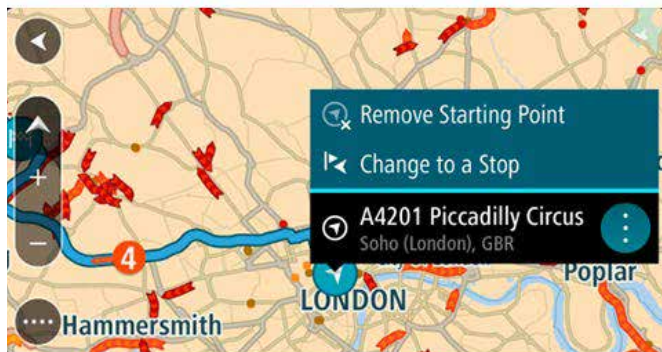 Remove Starting Point
Change to a Stop
A4201 Piccadilly Circus
Soho (London), GBR
4
Poplar
LONDON
Hammersmith